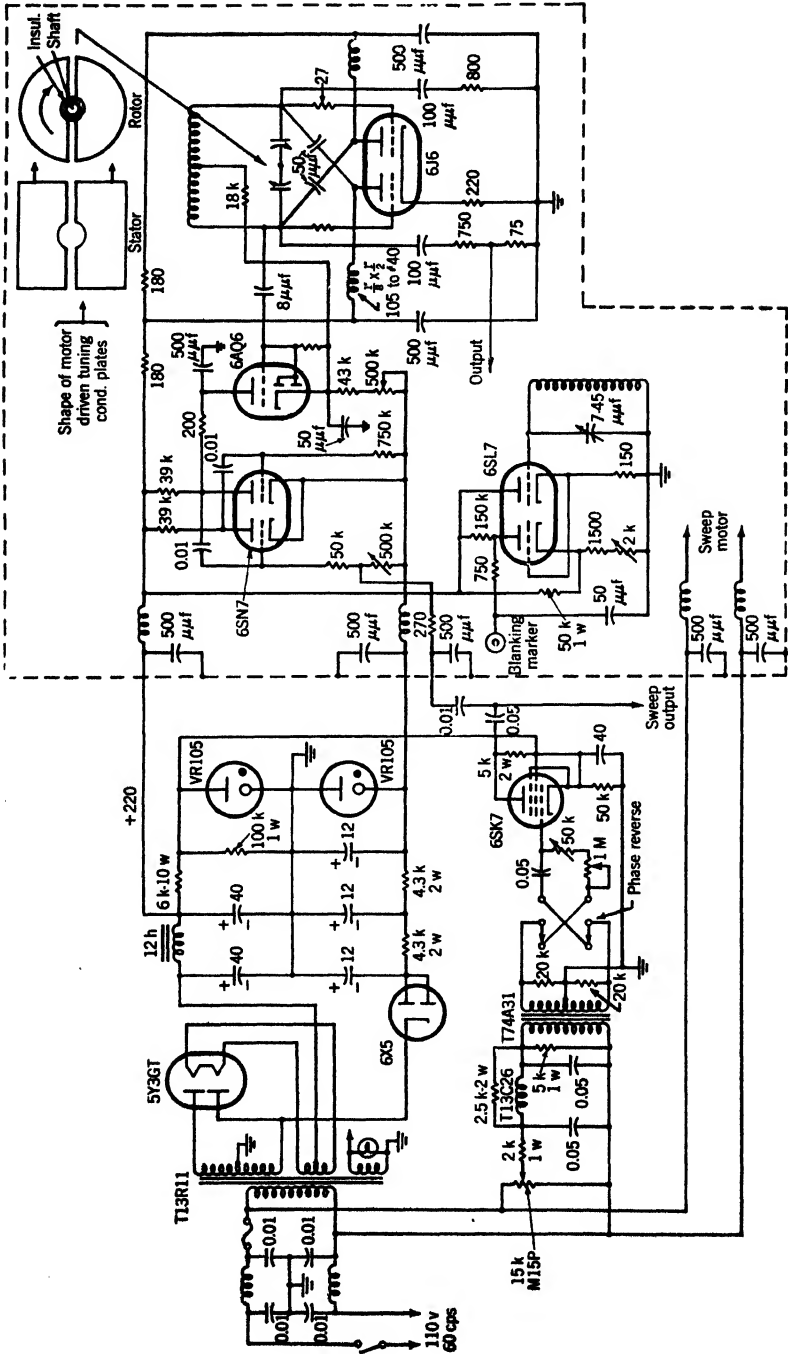 Insul.
Shaft
Rotor
Stator
Shape of motor
driven tuning
cond. plates
180
180
500
μμf
500
μμf
27
50
μμf
18 k
100
μμf
800
6J6
220
750
75
100
μμf
8μμf
105 to #40
500
μμf
Output
6AQ6
500
μμf
200
0.01
43 k
500k
50
μμf
750 k
39 k
39k
0.01
6SN7
50 k
500 k
500
μμf
500
μμf
270
500
μμf
6SL7
7-45
μμf
150
150 k
750
1500
2 k
50
μμf
50 k
1 w
Blanking
marker
Sweep
motor
500
μμf
500
μμf
+220
VR105
VR105
100 k
1 w
6 k-10 w
12 h
40
40
12
12
12
4.3 k
2 w
4.3 k
2 w
0.01
0.05
Sweep
output
5 k
2 w
6SK7
40
50 k
50 k
1 M
0.05
Phase reverse
20 k
20 k
T74A31
5Y3GT
6X5
T13R11
2.5 k-2 w
T13C26
5 k
1 w
0.05
0.05
2 k
1 w
15 k
M15P
0.01
0.01
0.01
0.01
110 v
60 cps